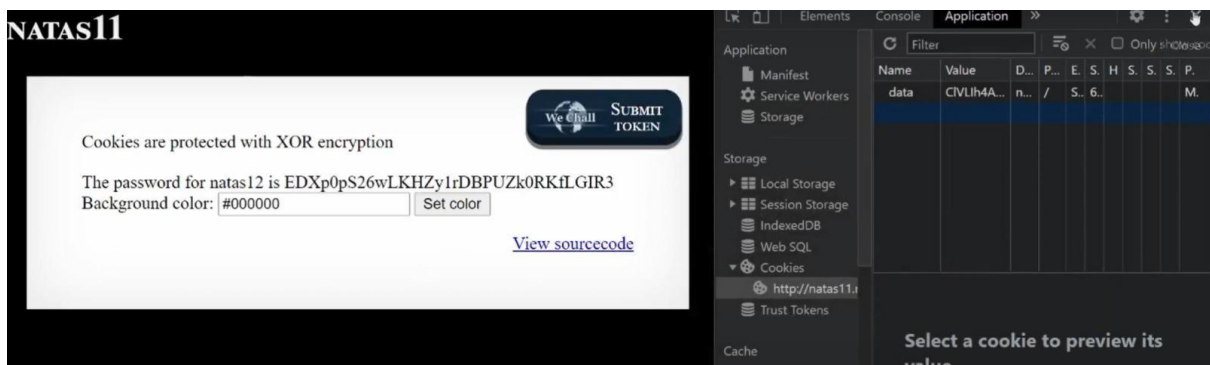 NATAS11
We Chall SUBMIT TOKEN
Cookies are protected with XOR encryption
The password for natas12 is EDXp0pS26wLKHZy1rDBPUZk0RKfLGIR3
Background color: #000000 Set color
View sourcecode
Elements Console Application »
Application
Manifest
Service Workers
Storage
Storage
Local Storage
Session Storage
IndexedDB
Web SQL
Cookies
http://natas11.
Trust Tokens
Cache
Filter Only
Name Value D... P... E. S. H S. S. S. P.
data ClVLIh4A... n... / S.. 6.. M.
Select a cookie to preview its
value